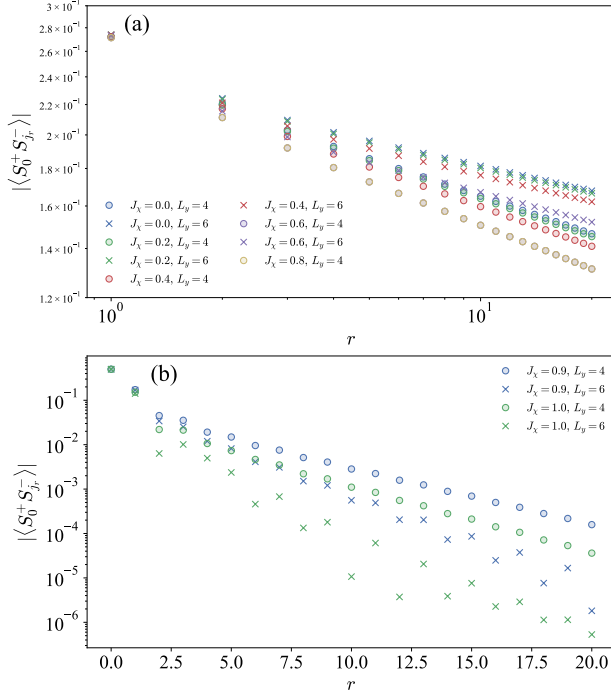 (a)
2.8 × 10⁻¹
2.6 × 10⁻¹
2.4 × 10⁻¹
2.2 × 10⁻¹
2 × 10⁻¹
1.8 × 10⁻¹
1.6 × 10⁻¹
1.4 × 10⁻¹
1.2 × 10⁻¹
|⟨S₀⁺S⁻_{j_r}⟩|
J_χ = 0.0, L_y = 4
J_χ = 0.0, L_y = 6
J_χ = 0.2, L_y = 4
J_χ = 0.2, L_y = 6
J_χ = 0.4, L_y = 4
J_χ = 0.4, L_y = 6
J_χ = 0.6, L_y = 4
J_χ = 0.6, L_y = 6
J_χ = 0.8, L_y = 4
10⁰
10¹
r
(b)
10⁻¹
10⁻²
10⁻³
10⁻⁴
10⁻⁵
10⁻⁶
|⟨S₀⁺S⁻_{j_r}⟩|
J_χ = 0.9, L_y = 4
J_χ = 0.9, L_y = 6
J_χ = 1.0, L_y = 4
J_χ = 1.0, L_y = 6
0.0 2.5 5.0 7.5 10.0 12.5 15.0 17.5 20.0
r